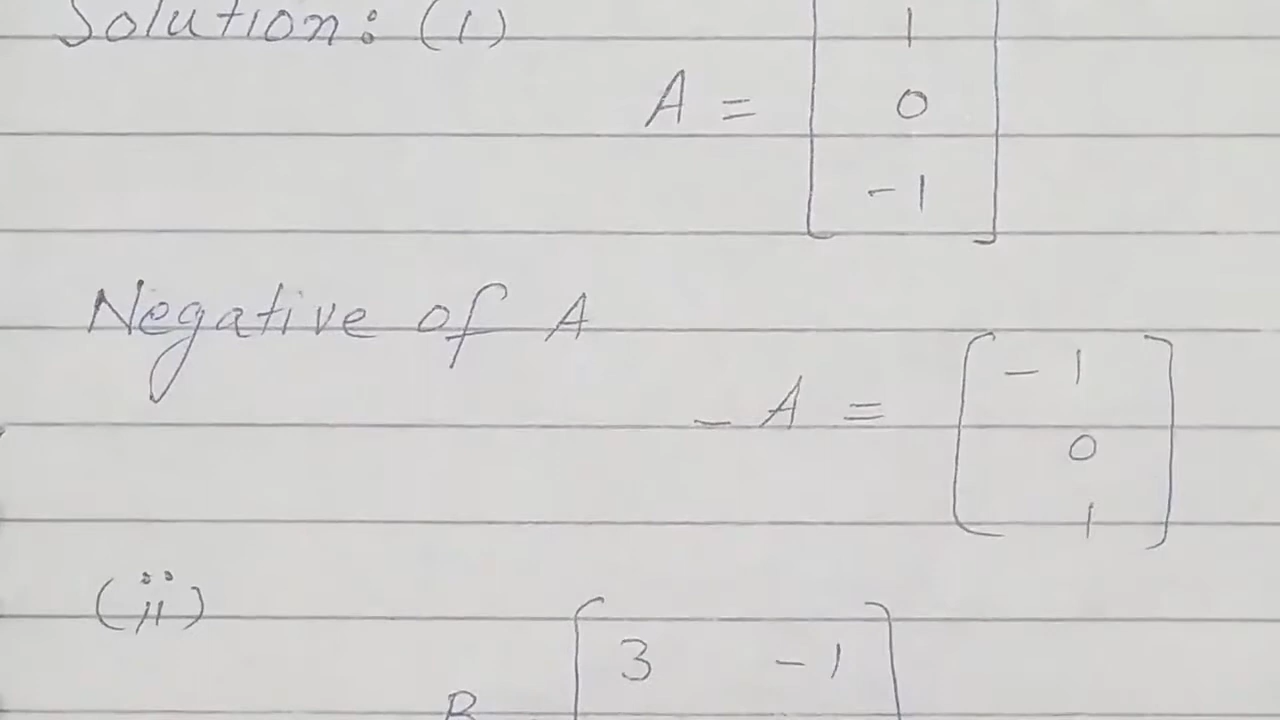 Solution: (i)
1
A = 0
-1
Negative of A
-1
-A = 0
1
(ii)
3 -1
B